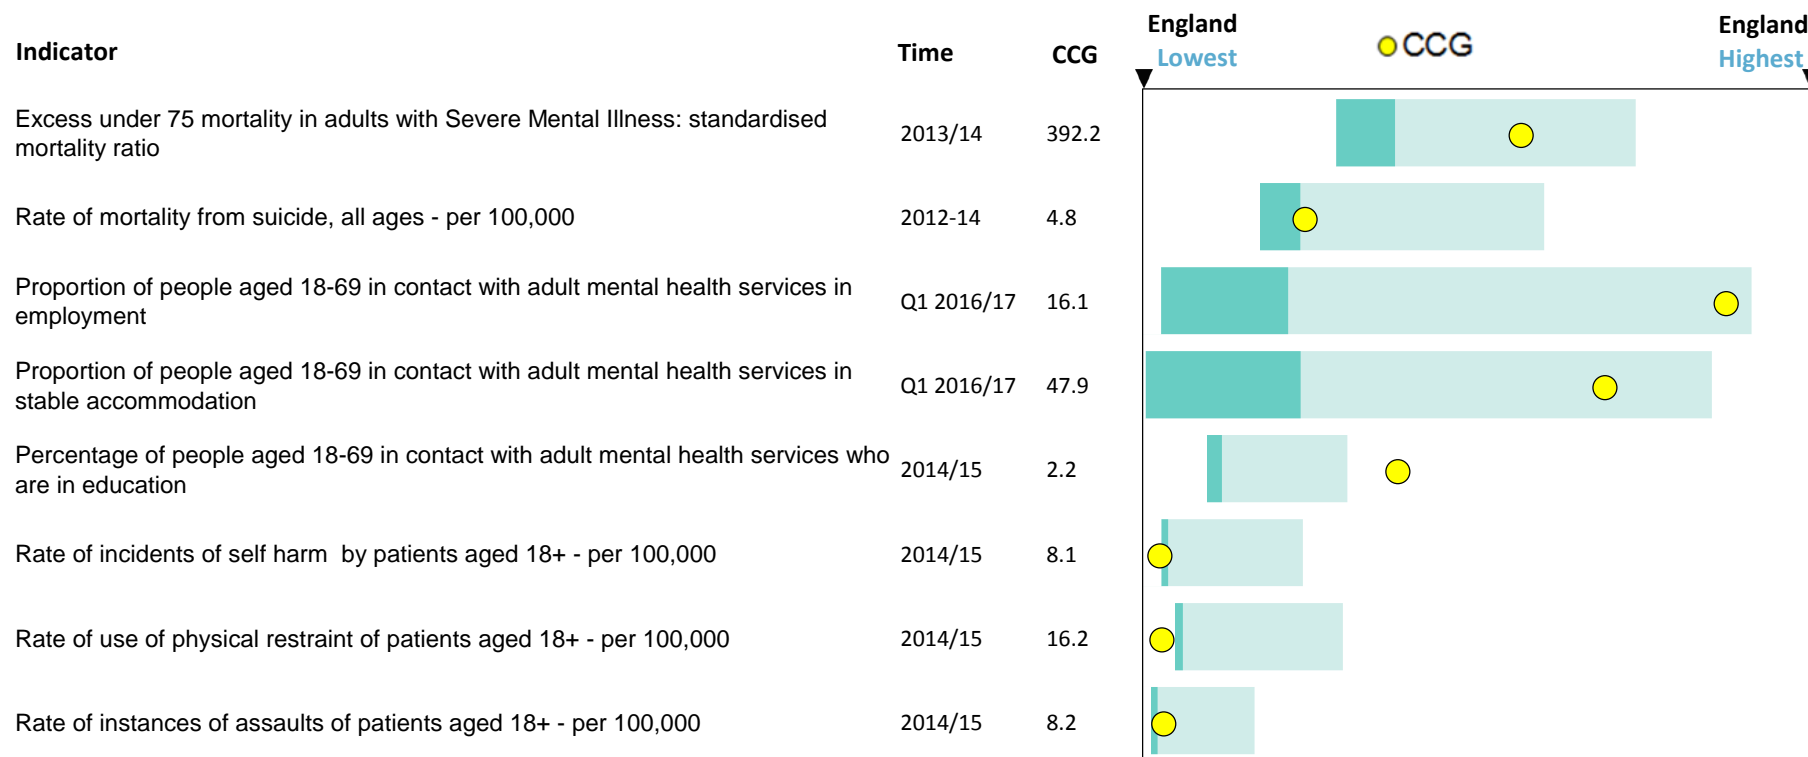 Indicator Time CCG England Lowest CCG England Highest
Excess under 75 mortality in adults with Severe Mental Illness: standardised
mortality ratio
2013/14 392.2
Rate of mortality from suicide, all ages - per 100,000 2012-14 4.8
Proportion of people aged 18-69 in contact with adult mental health services in
employment
Q1 2016/17 16.1
Proportion of people aged 18-69 in contact with adult mental health services in
stable accommodation
Q1 2016/17 47.9
Percentage of people aged 18-69 in contact with adult mental health services who
are in education
2014/15 2.2
Rate of incidents of self harm  by patients aged 18+ - per 100,000 2014/15 8.1
Rate of use of physical restraint of patients aged 18+ - per 100,000 2014/15 16.2
Rate of instances of assaults of patients aged 18+ - per 100,000 2014/15 8.2